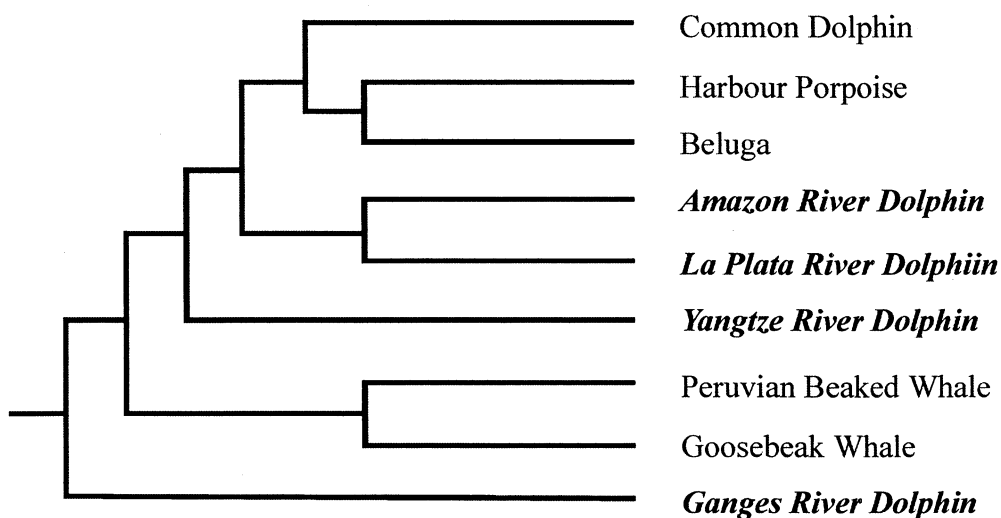 Common Dolphin
Harbour Porpoise
Beluga
Amazon River Dolphin
La Plata River Dolphiin
Yangtze River Dolphin
Peruvian Beaked Whale
Goosebeak Whale
Ganges River Dolphin